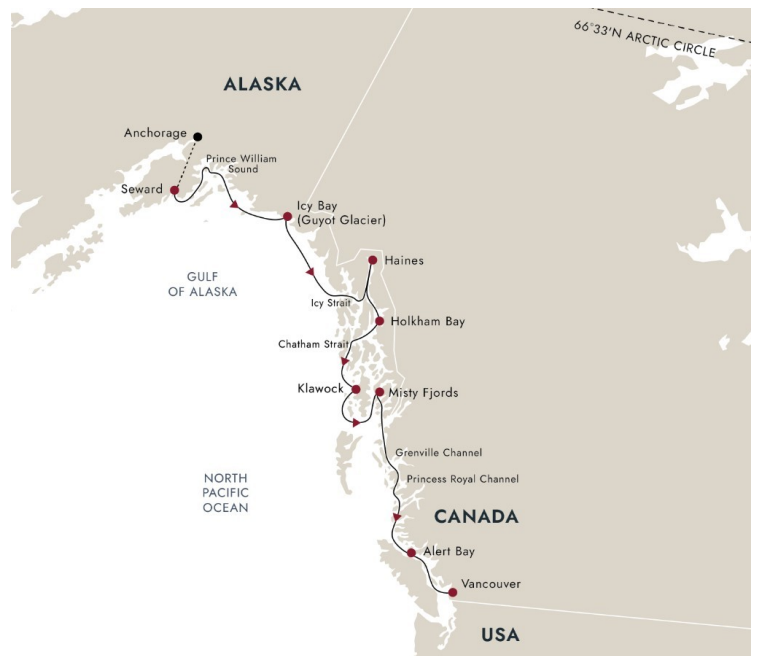 66°33'N ARCTIC CIRCLE
ALASKA
Anchorage
Prince William
Sound
Seward
Icy Bay
(Guyot Glacier)
Haines
GULF
OF ALASKA
Icy Strait
Holkham Bay
Chatham Strait
Klawock
Misty Fjords
Grenville Channel
Princess Royal Channel
NORTH
PACIFIC
OCEAN
CANADA
Alert Bay
Vancouver
USA